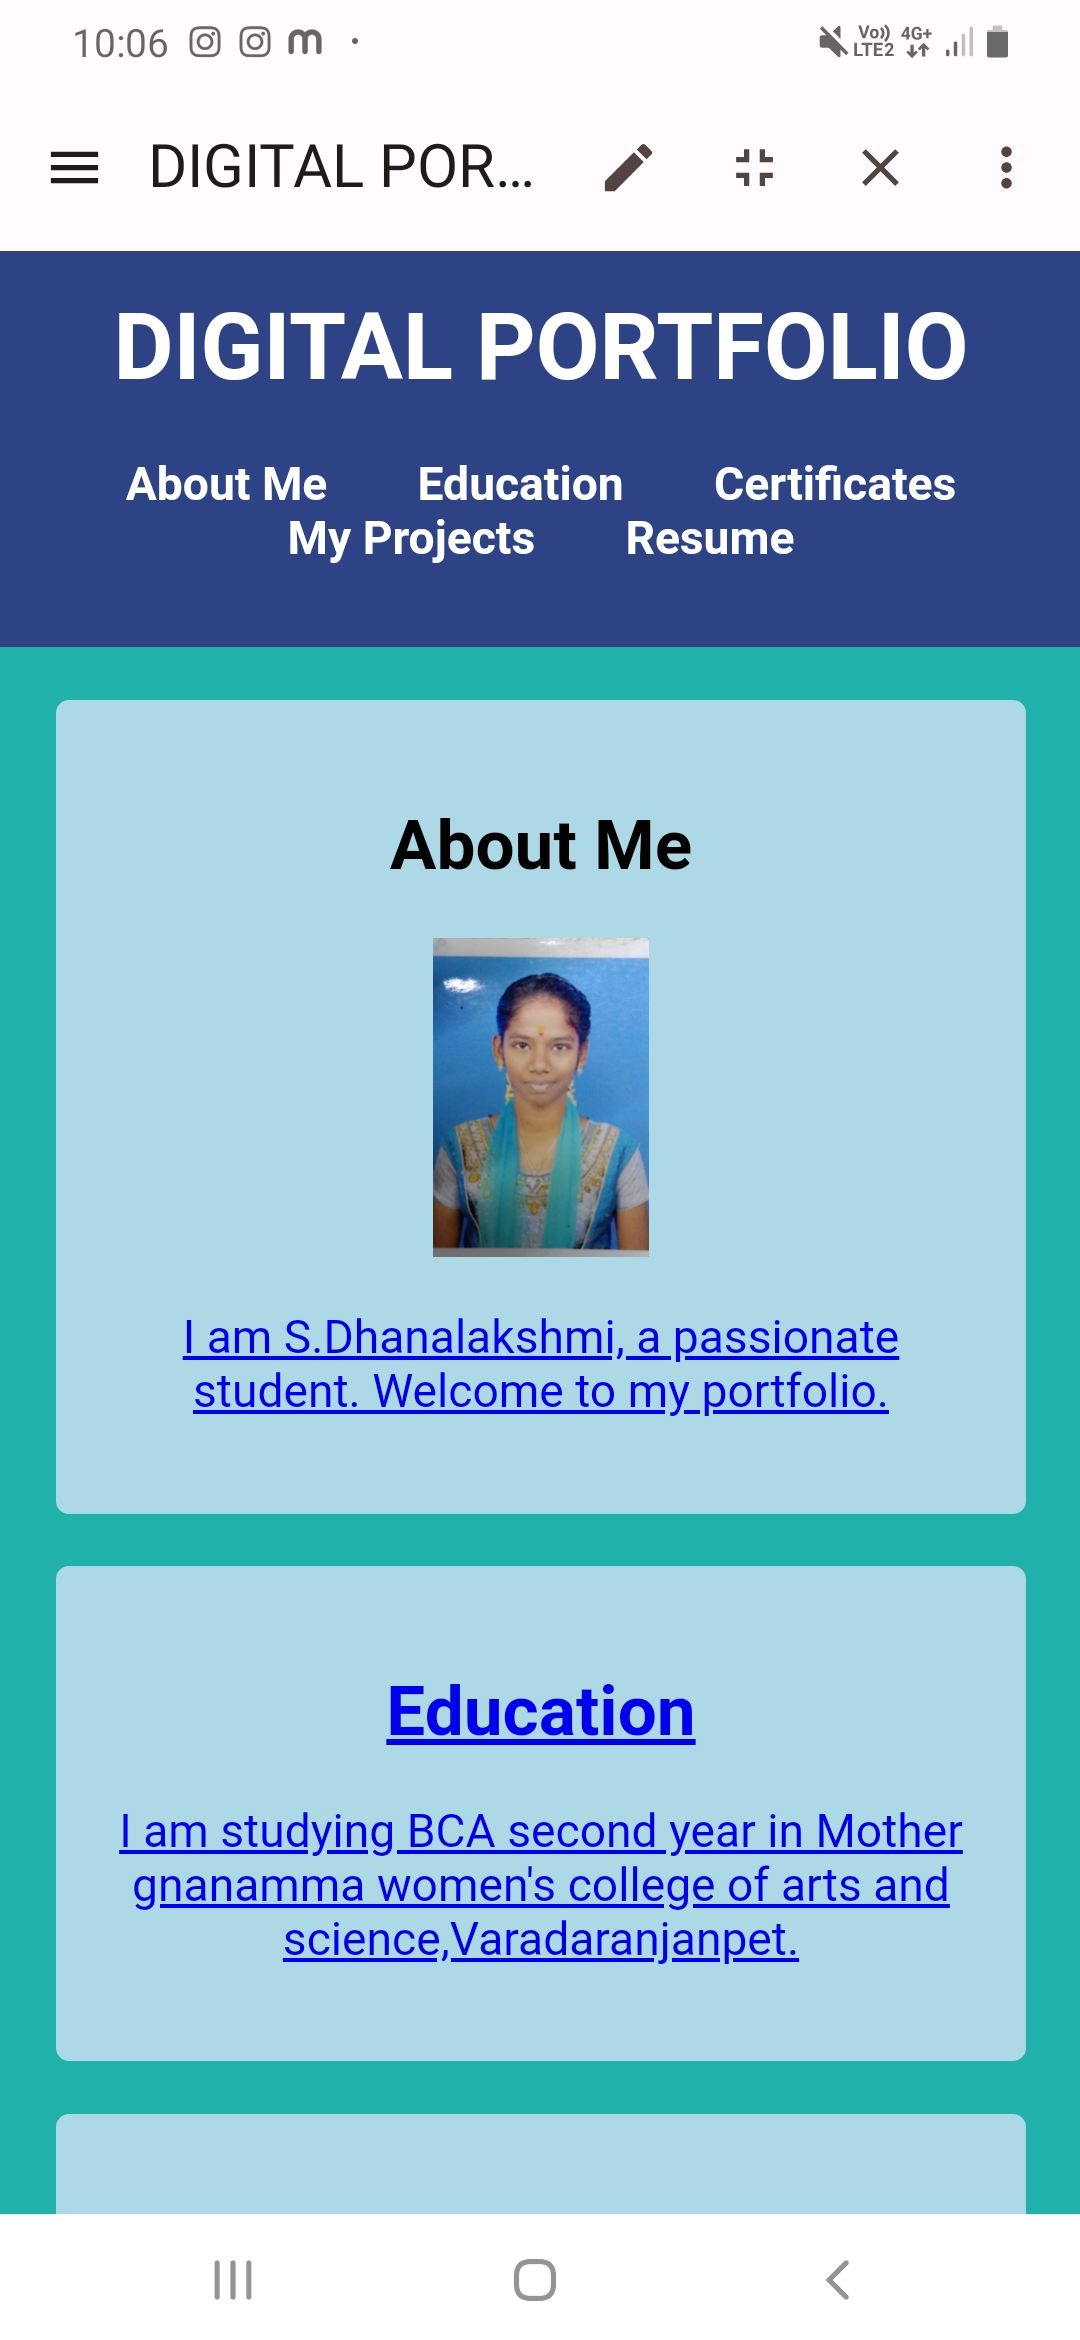 10:06
Vo)) LTE2 4G+
DIGITAL POR...
DIGITAL PORTFOLIO
About Me Education Certificates
My Projects Resume
About Me
I am S.Dhanalakshmi, a passionate
student. Welcome to my portfolio.
Education
I am studying BCA second year in Mother
gnanamma women's college of arts and
science,Varadaranjanpet.